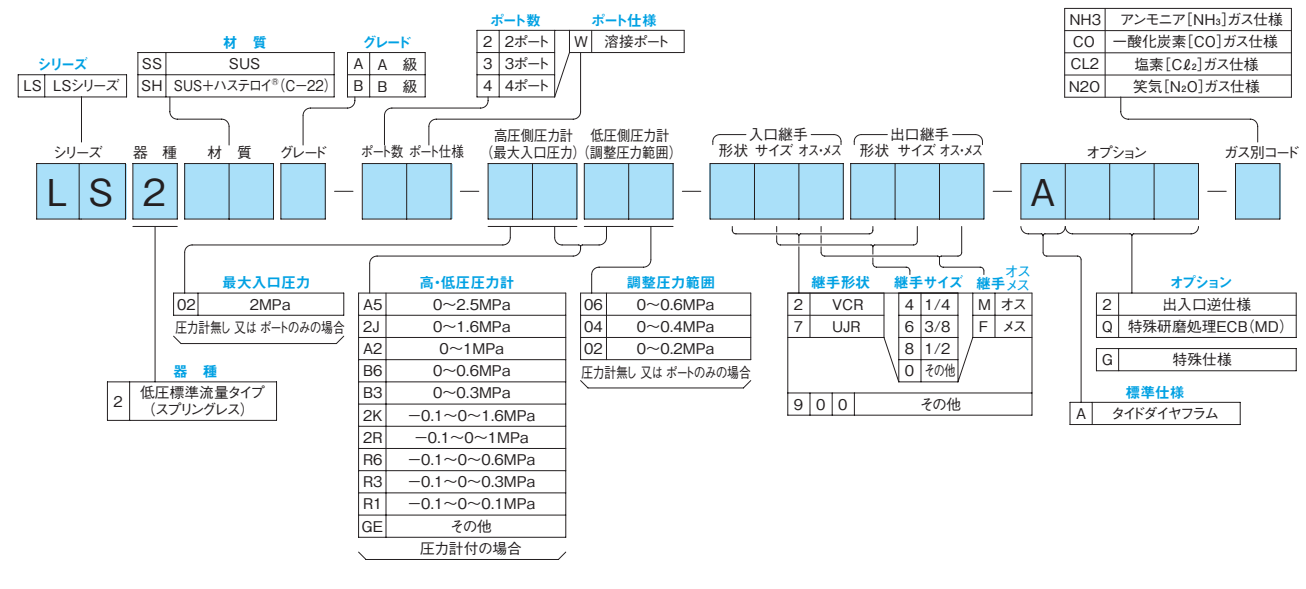 シリーズ
LS LSシリーズ
材 質
SS SUS
SH SUS+ハステロイ®(C−22)
グレード
A A 級
B B 級
ポート数
2 2ポート
3 3ポート
4 4ポート
ポート仕様
W 溶接ポート
NH3 アンモニア[NH₃]ガス仕様
CO 一酸化炭素[CO]ガス仕様
CL2 塩素[Cℓ₂]ガス仕様
N2O 笑気[N₂O]ガス仕様
シリーズ
器 種
材 質
グレード
ポート数
ポート仕様
高圧側圧力計
(最大入口圧力)
低圧側圧力計
(調整圧力範囲)
入口継手
形状 サイズ オス・メス
出口継手
形状 サイズ オス・メス
オプション
ガス別コード
L S 2 − − − − A −
最大入口圧力
02 2MPa
圧力計無し 又は ポートのみの場合
器 種
2 低圧標準流量タイプ
(スプリングレス)
高・低圧圧力計
A5 0〜2.5MPa
2J 0〜1.6MPa
A2 0〜1MPa
B6 0〜0.6MPa
B3 0〜0.3MPa
2K −0.1〜0〜1.6MPa
2R −0.1〜0〜1MPa
R6 −0.1〜0〜0.6MPa
R3 −0.1〜0〜0.3MPa
R1 −0.1〜0〜0.1MPa
GE その他
圧力計付の場合
調整圧力範囲
06 0〜0.6MPa
04 0〜0.4MPa
02 0〜0.2MPa
圧力計無し 又は ポートのみの場合
継手形状
2 VCR
7 UJR
9 0 0 その他
継手サイズ
4 1/4
6 3/8
8 1/2
0 その他
継手オスメス
M オス
F メス
オプション
2 出入口逆仕様
Q 特殊研磨処理ECB(MD)
G 特殊仕様
標準仕様
A タイドダイヤフラム